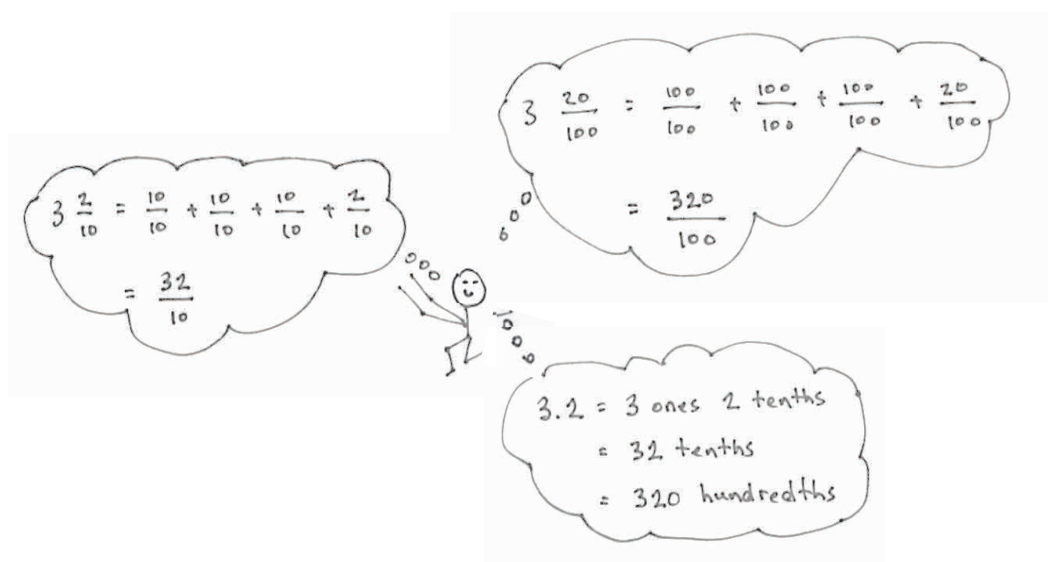 3 2/10 = 10/10 + 10/10 + 10/10 + 2/10
= 32/10
3 20/100 = 100/100 + 100/100 + 100/100 + 20/100
= 320/100
3.2 = 3 ones 2 tenths
= 32 tenths
= 320 hundredths